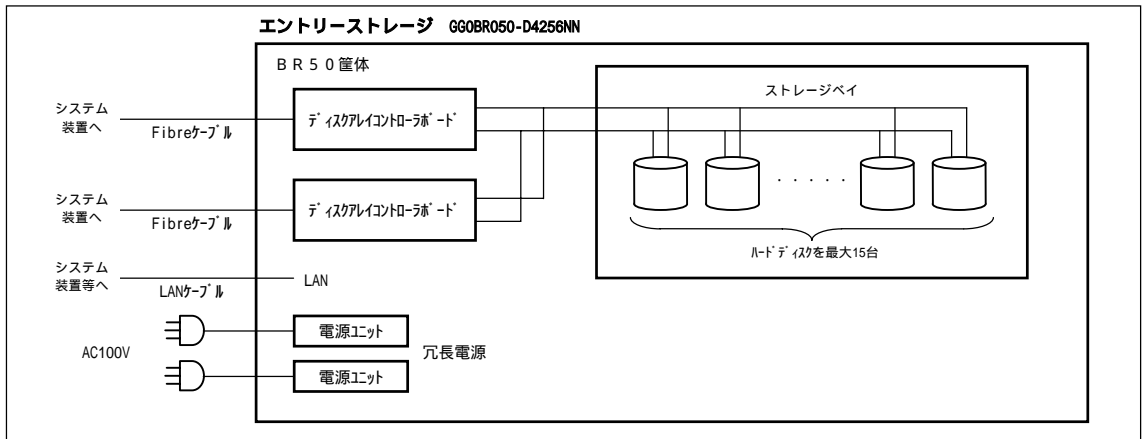 エントリーストレージ GG0BR050-D4256NN
BR50筐体
ストレージベイ
システム
装置へ
Fibreケーブル
ディスクアレイコントローラボード
システム
装置へ
Fibreケーブル
ディスクアレイコントローラボード
・・・・・
ハードディスクを最大15台
システム
装置等へ
LANケーブル
LAN
AC100V
電源ユニット
電源ユニット
冗長電源